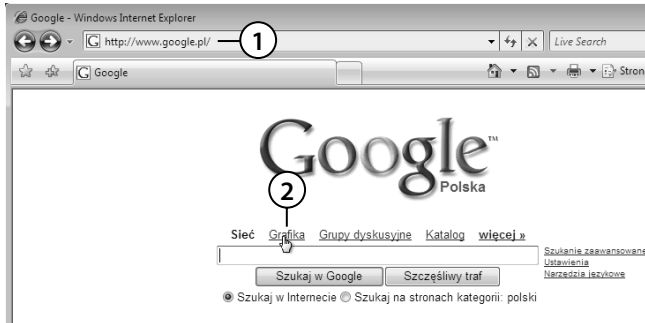 Google - Windows Internet Explorer
http://www.google.pl/
1
Live Search
Google
Stron
Google™
Polska
2
Sieć Grafika Grupy dyskusyjne Katalog więcej »
Szukanie zaawansowane
Ustawienia
Narzędzia językowe
Szukaj w Google Szczęśliwy traf
Szukaj w Internecie Szukaj na stronach kategorii: polski